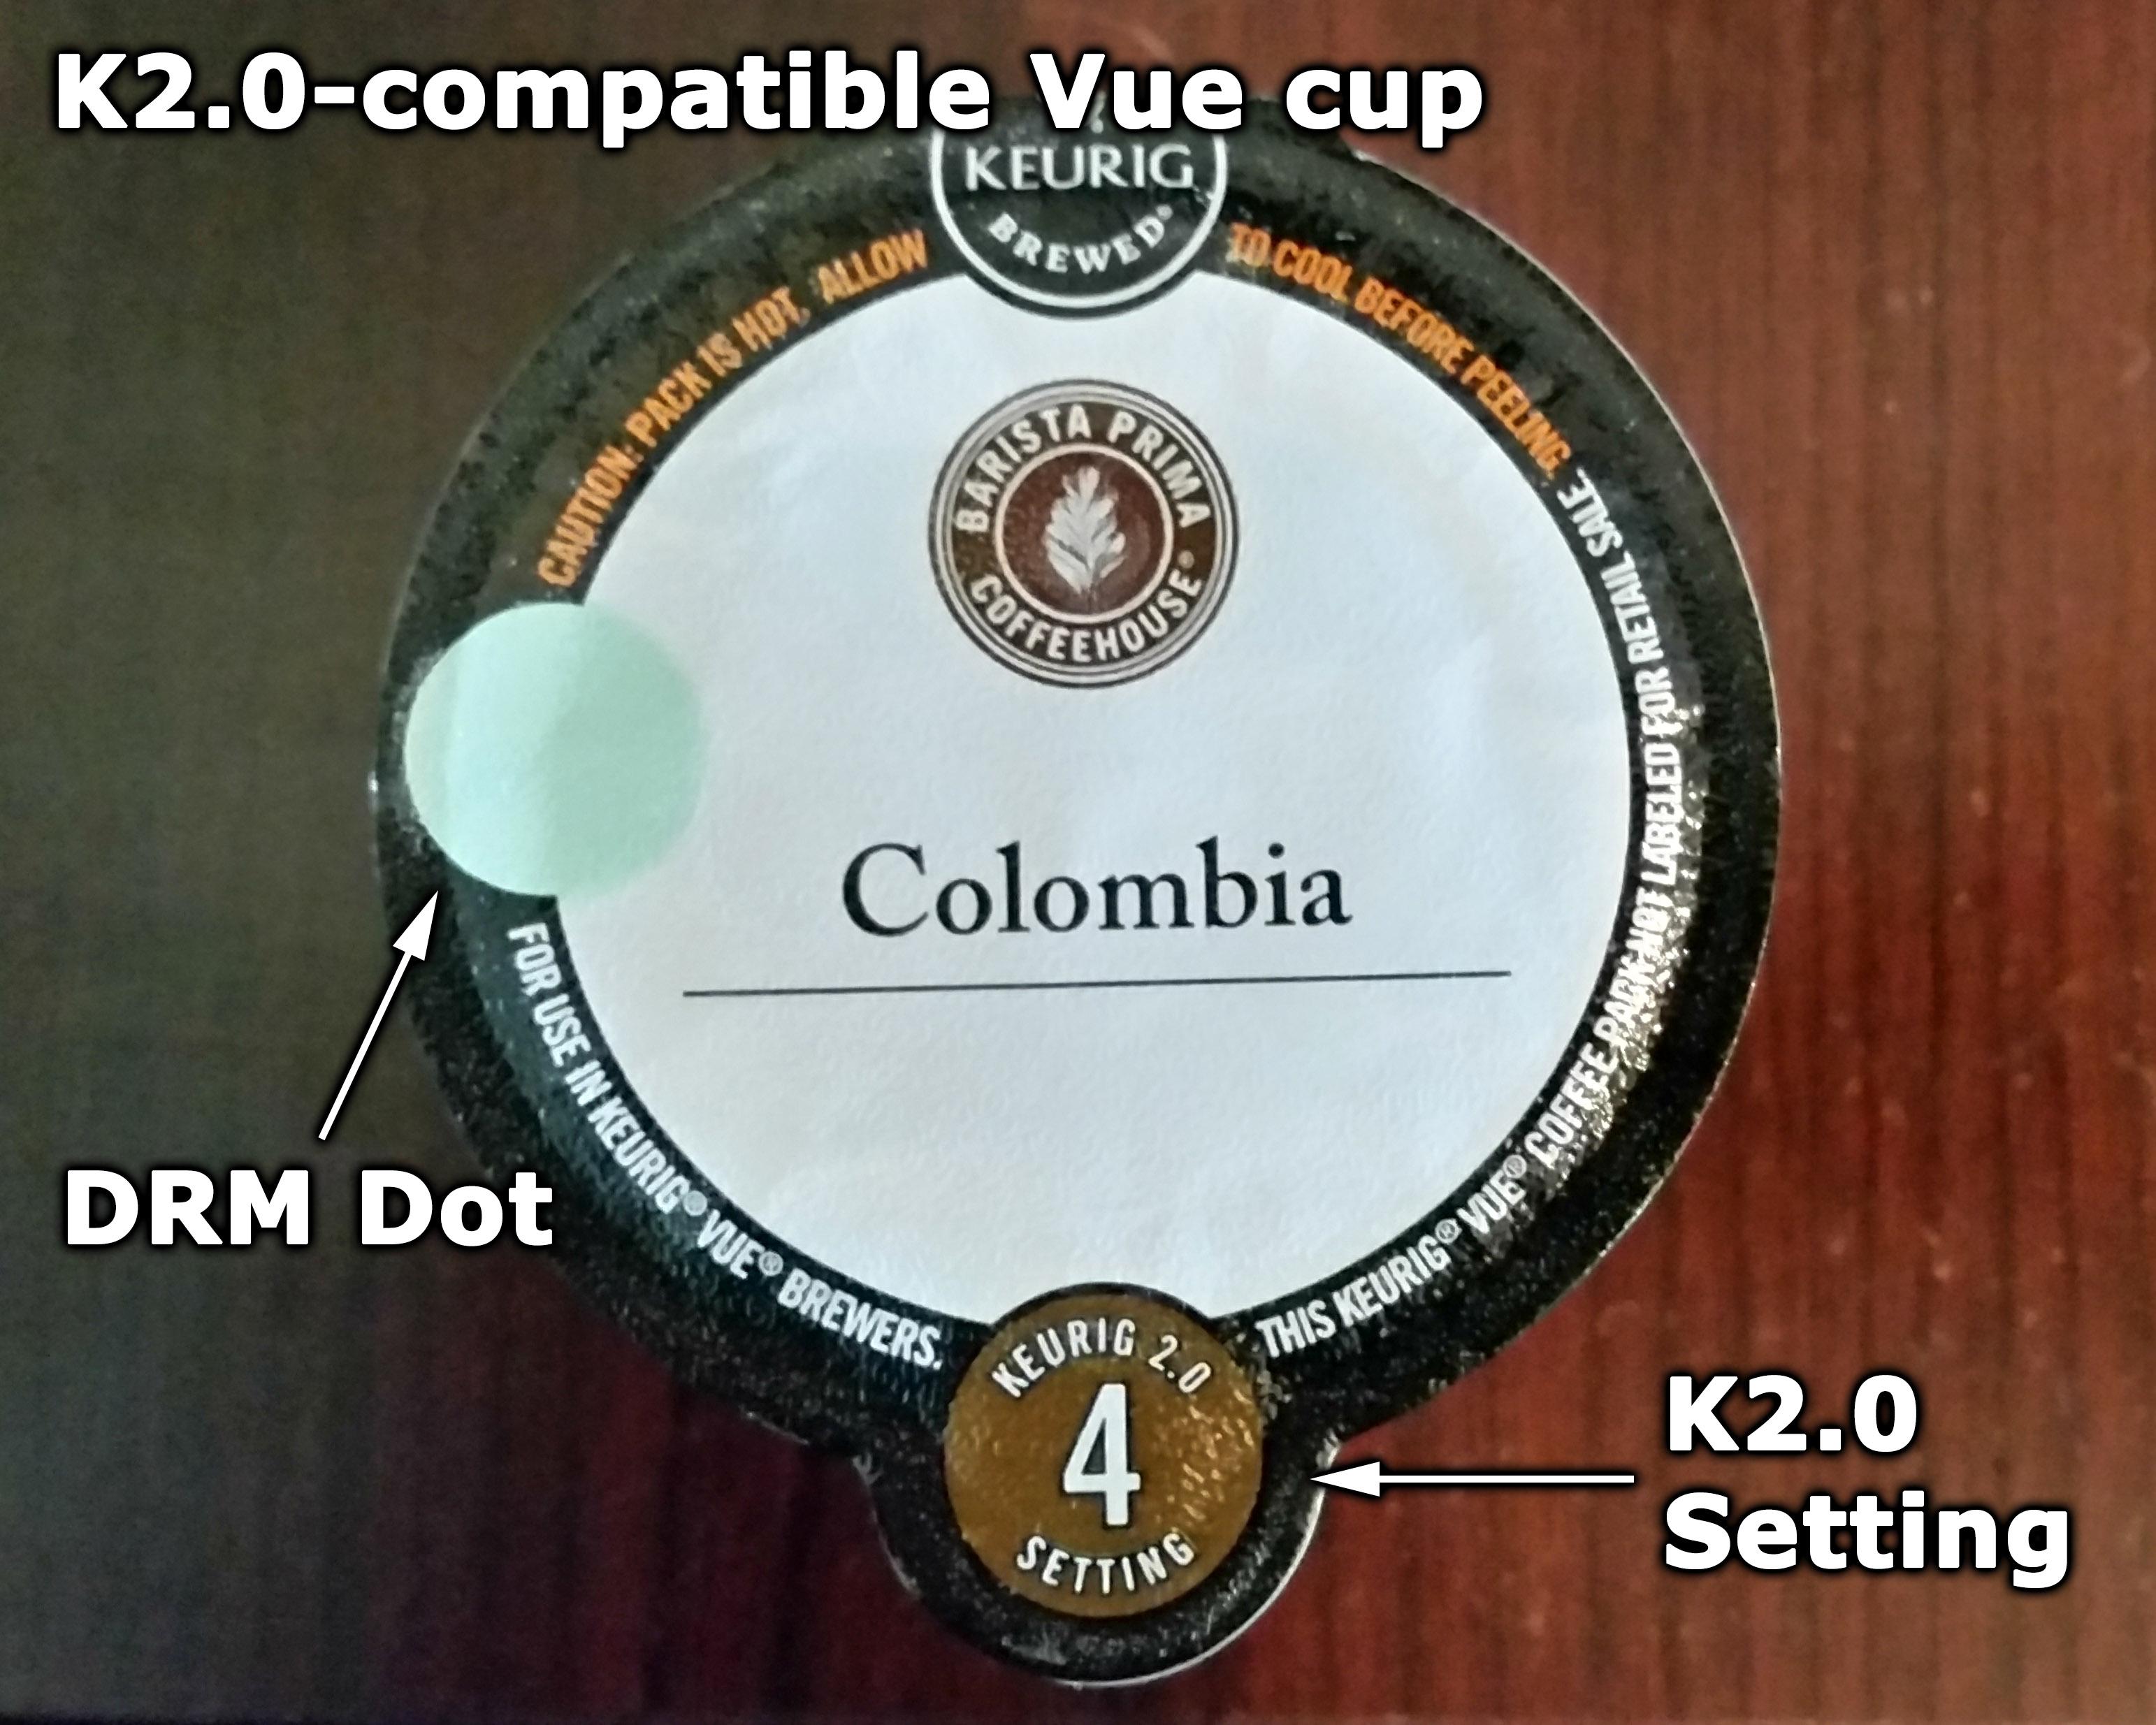 K2.0-compatible Vue cup
KEURIG
BREWED®
CAUTION: PACK IS HOT, ALLOW
TO COOL BEFORE PEELING.
BARISTA PRIMA
COFFEEHOUSE®
Colombia
DRM Dot
FOR USE IN KEURIG® VUE® BREWERS.
THIS KEURIG® VUE® COFFEE PACK NOT LABELED FOR RETAIL SALE.
KEURIG 2.0
4
SETTING
K2.0
Setting